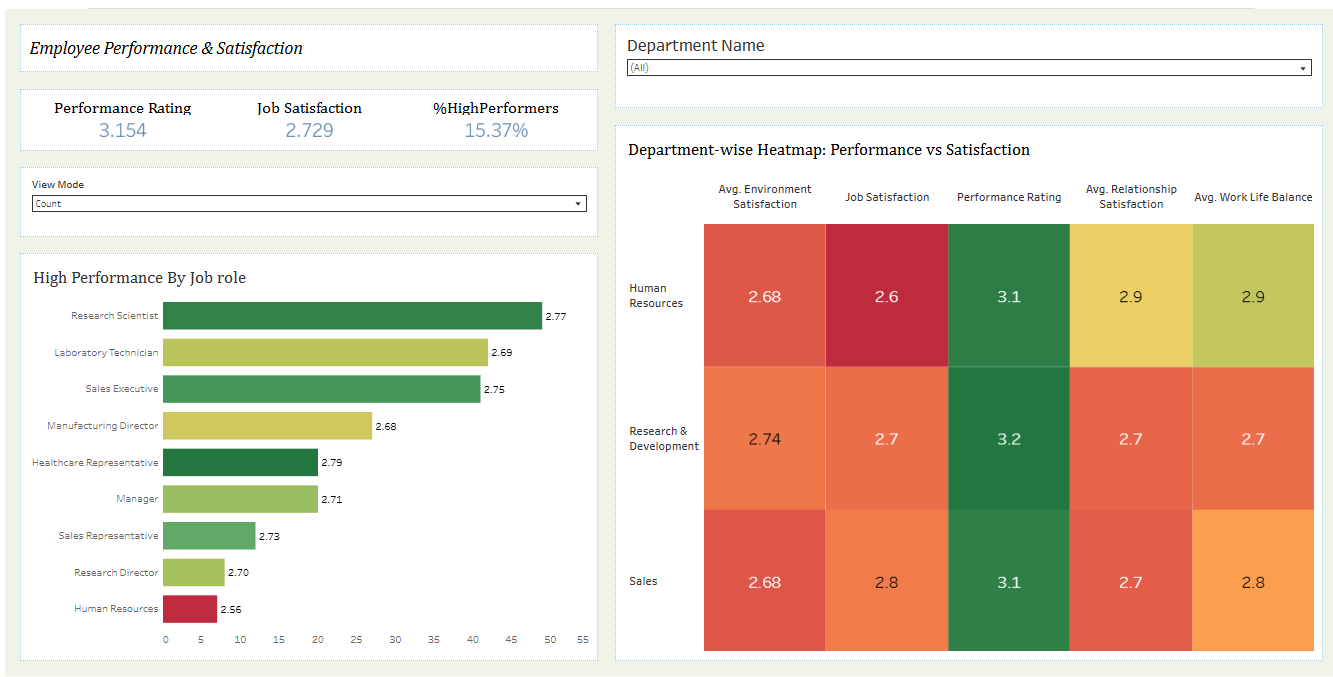 Employee Performance & Satisfaction
Performance Rating
3.154
Job Satisfaction
2.729
%HighPerformers
15.37%
View Mode
Count
High Performance By Job role
Research Scientist 2.77
Laboratory Technician 2.69
Sales Executive 2.75
Manufacturing Director 2.68
Healthcare Representative 2.79
Manager 2.71
Sales Representative 2.73
Research Director 2.70
Human Resources 2.56
0 5 10 15 20 25 30 35 40 45 50 55
Department Name
(All)
Department-wise Heatmap: Performance vs Satisfaction
Avg. Environment
Satisfaction
Job Satisfaction
Performance Rating
Avg. Relationship
Satisfaction
Avg. Work Life Balance
Human
Resources
2.68 2.6 3.1 2.9 2.9
Research &
Development
2.74 2.7 3.2 2.7 2.7
Sales
2.68 2.8 3.1 2.7 2.8